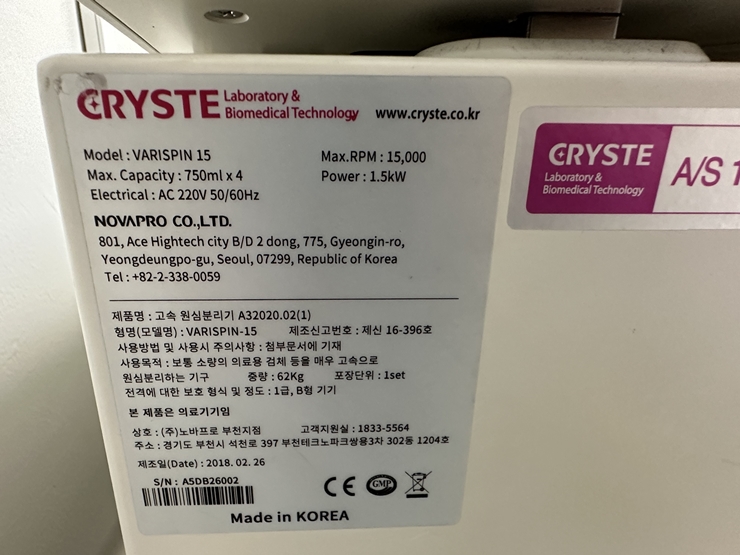 CRYSTE Laboratory &
Biomedical Technology www.cryste.co.kr
Model : VARISPIN 15 Max.RPM : 15,000
Max. Capacity : 750ml x 4 Power : 1.5kW
Electrical : AC 220V 50/60Hz
NOVAPRO CO.,LTD.
801, Ace Hightech city B/D 2 dong, 775, Gyeongin-ro,
Yeongdeungpo-gu, Seoul, 07299, Republic of Korea
Tel : +82-2-338-0059
제품명 : 고속 원심분리기 A32020.02(1)
형명(모델명) : VARISPIN-15 제조신고번호 : 제신 16-396호
사용방법 및 사용시 주의사항 : 첨부문서에 기재
사용목적 : 보통 소량의 의료용 검체 등을 매우 고속으로
원심분리하는 기구 중량 : 62Kg 포장단위 : 1set
전격에 대한 보호 형식 및 정도 : 1급, B형 기기
본 제품은 의료기기임
상호 : (주)노바프로 부천지점 고객지원실 : 1833-5564
주소 : 경기도 부천시 석천로 397 부천테크노파크쌍용3차 302동 1204호
제조일(Date) : 2018. 02. 26
S/N : A5DB26002
CE GMP
Made in KOREA
CRYSTE
Laboratory &
Biomedical Technology
A/S 1